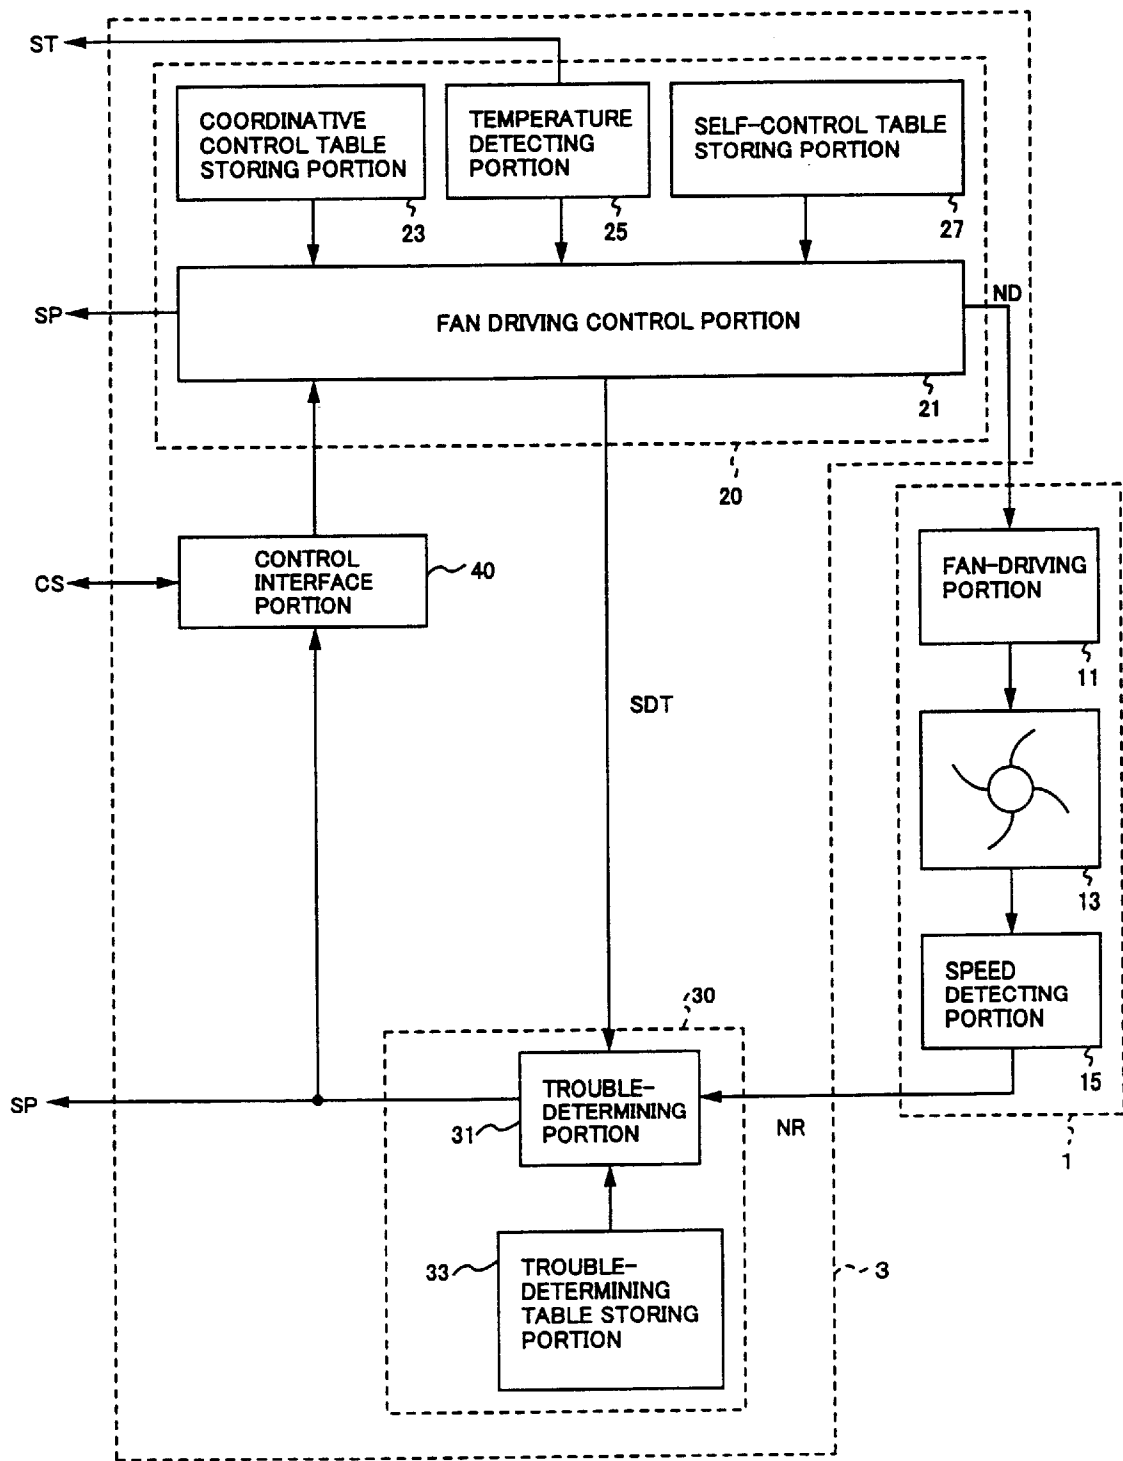 ST
COORDINATIVE
CONTROL TABLE
STORING PORTION
23
TEMPERATURE
DETECTING
PORTION
25
SELF-CONTROL TABLE
STORING PORTION
27
SP
FAN DRIVING CONTROL PORTION
21
ND
20
CS
CONTROL
INTERFACE
PORTION
40
FAN-DRIVING
PORTION
11
SDT
13
SPEED
DETECTING
PORTION
15
30
SP
TROUBLE-
DETERMINING
PORTION
31
NR
1
33
TROUBLE-
DETERMINING
TABLE STORING
PORTION
3